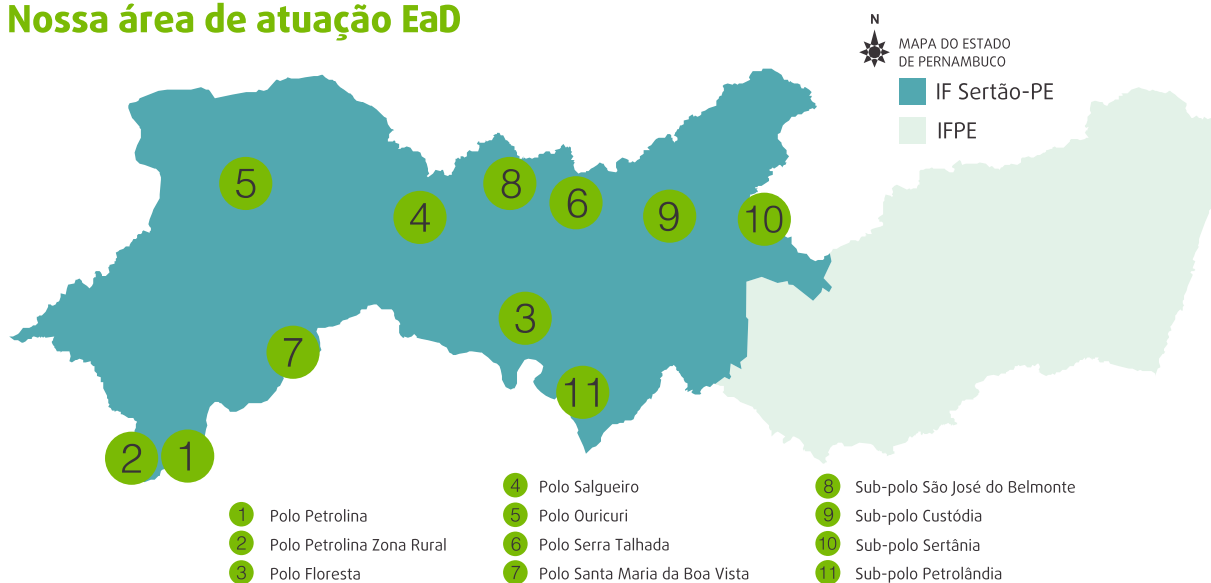 Nossa área de atuação EaD
N
MAPA DO ESTADO
DE PERNAMBUCO
IF Sertão-PE
IFPE
5
8
6
4
9
10
3
7
11
2
1
1 Polo Petrolina
2 Polo Petrolina Zona Rural
3 Polo Floresta
4 Polo Salgueiro
5 Polo Ouricuri
6 Polo Serra Talhada
7 Polo Santa Maria da Boa Vista
8 Sub-polo São José do Belmonte
9 Sub-polo Custódia
10 Sub-polo Sertânia
11 Sub-polo Petrolândia